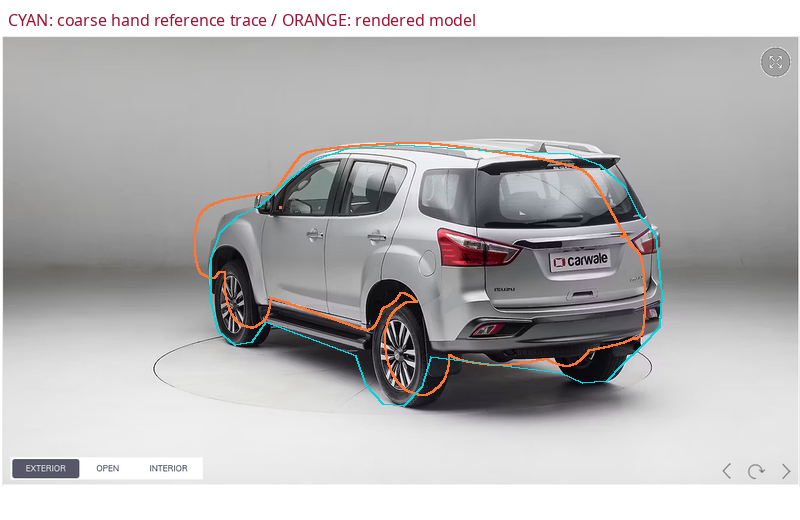 CYAN: coarse hand reference trace / ORANGE: rendered model
carwale
ISUZU
EXTERIOR OPEN INTERIOR